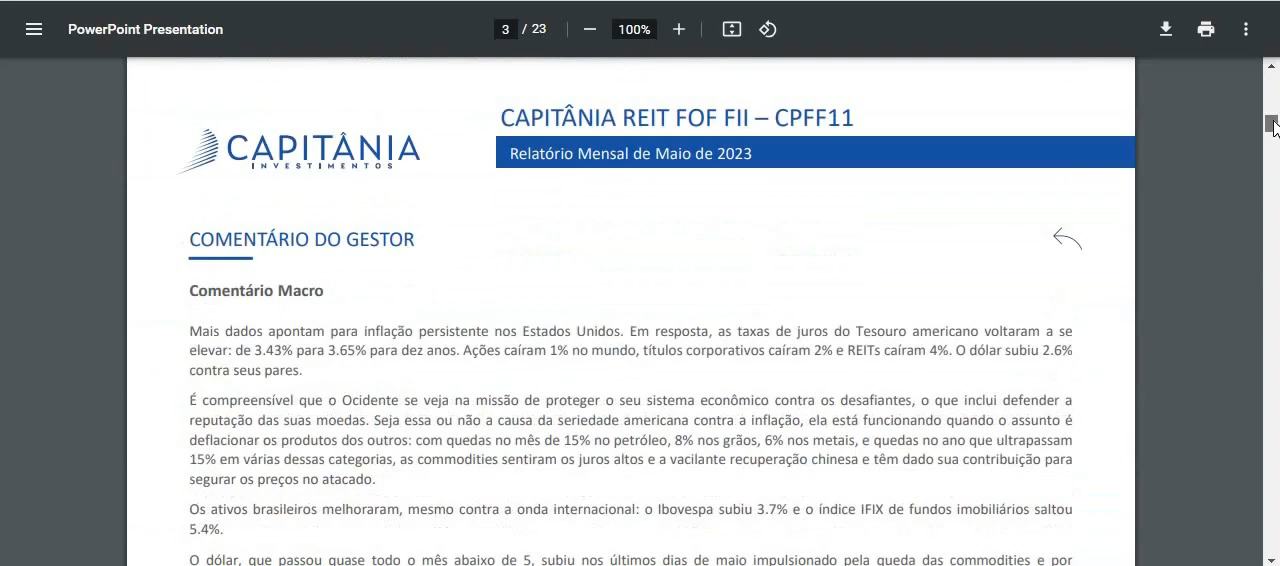 PowerPoint Presentation
3 / 23
100%
CAPITÂNIA
INVESTIMENTOS
CAPITÂNIA REIT FOF FII – CPFF11
Relatório Mensal de Maio de 2023
COMENTÁRIO DO GESTOR
Comentário Macro
Mais dados apontam para inflação persistente nos Estados Unidos. Em resposta, as taxas de juros do Tesouro americano voltaram a se
elevar: de 3.43% para 3.65% para dez anos. Ações caíram 1% no mundo, títulos corporativos caíram 2% e REITs caíram 4%. O dólar subiu 2.6%
contra seus pares.
É compreensível que o Ocidente se veja na missão de proteger o seu sistema econômico contra os desafiantes, o que inclui defender a
reputação das suas moedas. Seja essa ou não a causa da seriedade americana contra a inflação, ela está funcionando quando o assunto é
deflacionar os produtos dos outros: com quedas no mês de 15% no petróleo, 8% nos grãos, 6% nos metais, e quedas no ano que ultrapassam
15% em várias dessas categorias, as commodities sentiram os juros altos e a vacilante recuperação chinesa e têm dado sua contribuição para
segurar os preços no atacado.
Os ativos brasileiros melhoraram, mesmo contra a onda internacional: o Ibovespa subiu 3.7% e o índice IFIX de fundos imobiliários saltou
5.4%.
O dólar, que passou quase todo o mês abaixo de 5, subiu nos últimos dias de maio impulsionado pela queda das commodities e por